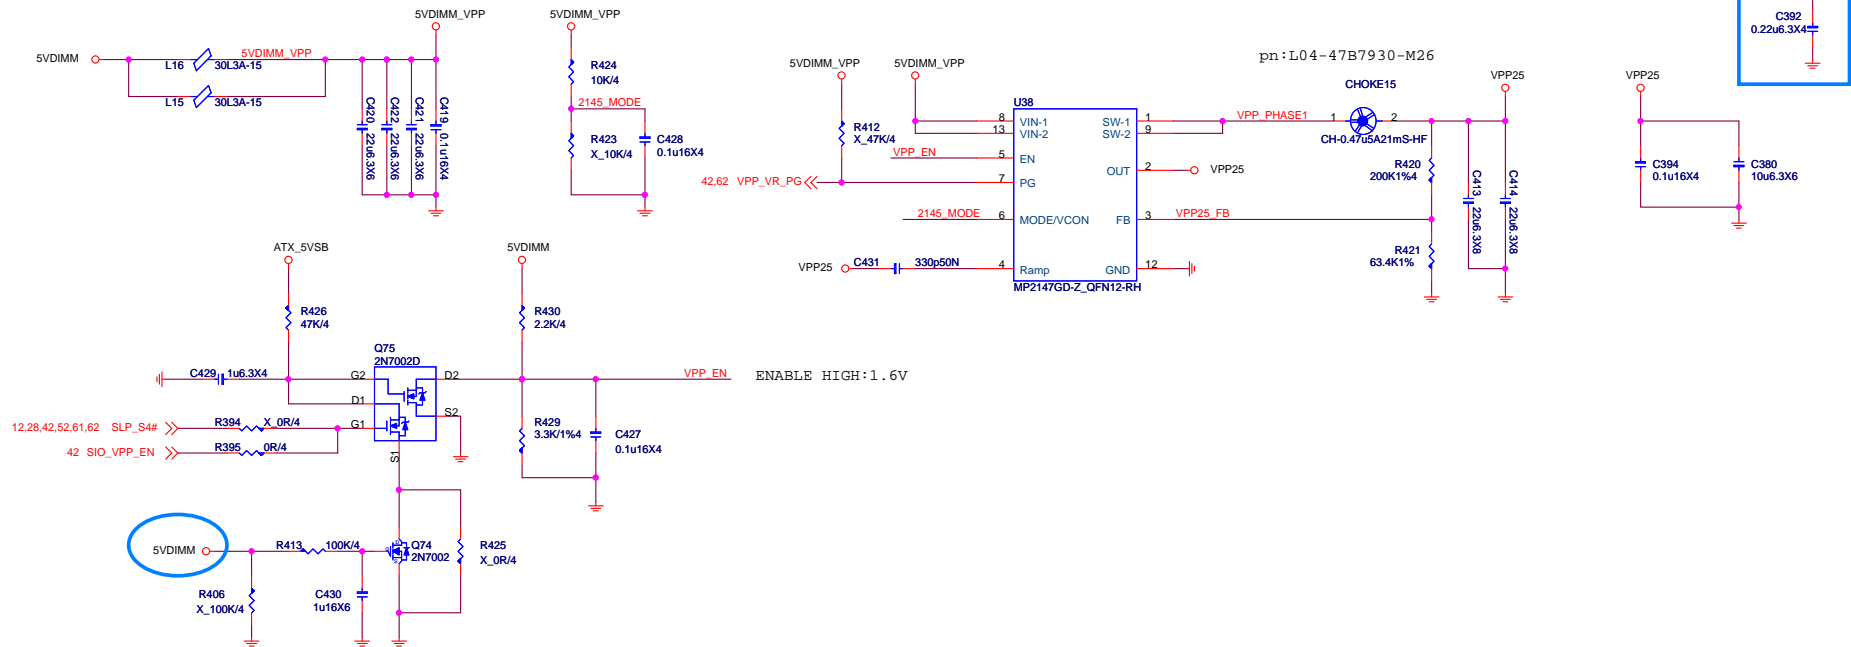 5VDIMM
L16
30L3A-15
5VDIMM_VPP
L15
30L3A-15
5VDIMM_VPP
C420 22u6.3X6
C422 22u6.3X6
C421 22u6.3X6
C419 0.1u16X4
5VDIMM_VPP
R424
10K/4
2145_MODE
R423
X_10K/4
C428
0.1u16X4
5VDIMM_VPP
5VDIMM_VPP
R412
X_47K/4
VPP_EN
42,62 VPP_VR_PG
2145_MODE
VPP25
C431
330p50N
U38
8 VIN-1
13 VIN-2
5 EN
7 PG
6 MODE/VCON
4 Ramp
SW-1 1
SW-2 9
OUT 2
FB 3
GND 12
MP2147GD-Z_QFN12-RH
VPP25
VPP25_FB
VPP_PHASE1
pn:L04-47B7930-M26
CHOKE15
1
2
CH-0.47u5A21mS-HF
VPP25
R420
200K1%4
R421
63.4K1%
C413 22u6.3X8
C414 22u6.3X8
VPP25
C394
0.1u16X4
C380
10u6.3X6
C392
0.22u6.3X4
ATX_5VSB
R426
47K/4
C429
1u6.3X4
Q75
2N7002D
G2
D1
G1
D2
S2
S1
12,28,42,52,61,62 SLP_S4#
R394
X_0R/4
42 SIO_VPP_EN
R395
0R/4
5VDIMM
R430
2.2K/4
VPP_EN
ENABLE HIGH:1.6V
R429
3.3K/1%4
C427
0.1u16X4
5VDIMM
R413
100K/4
R406
X_100K/4
C430
1u16X6
Q74
2N7002
R425
X_0R/4